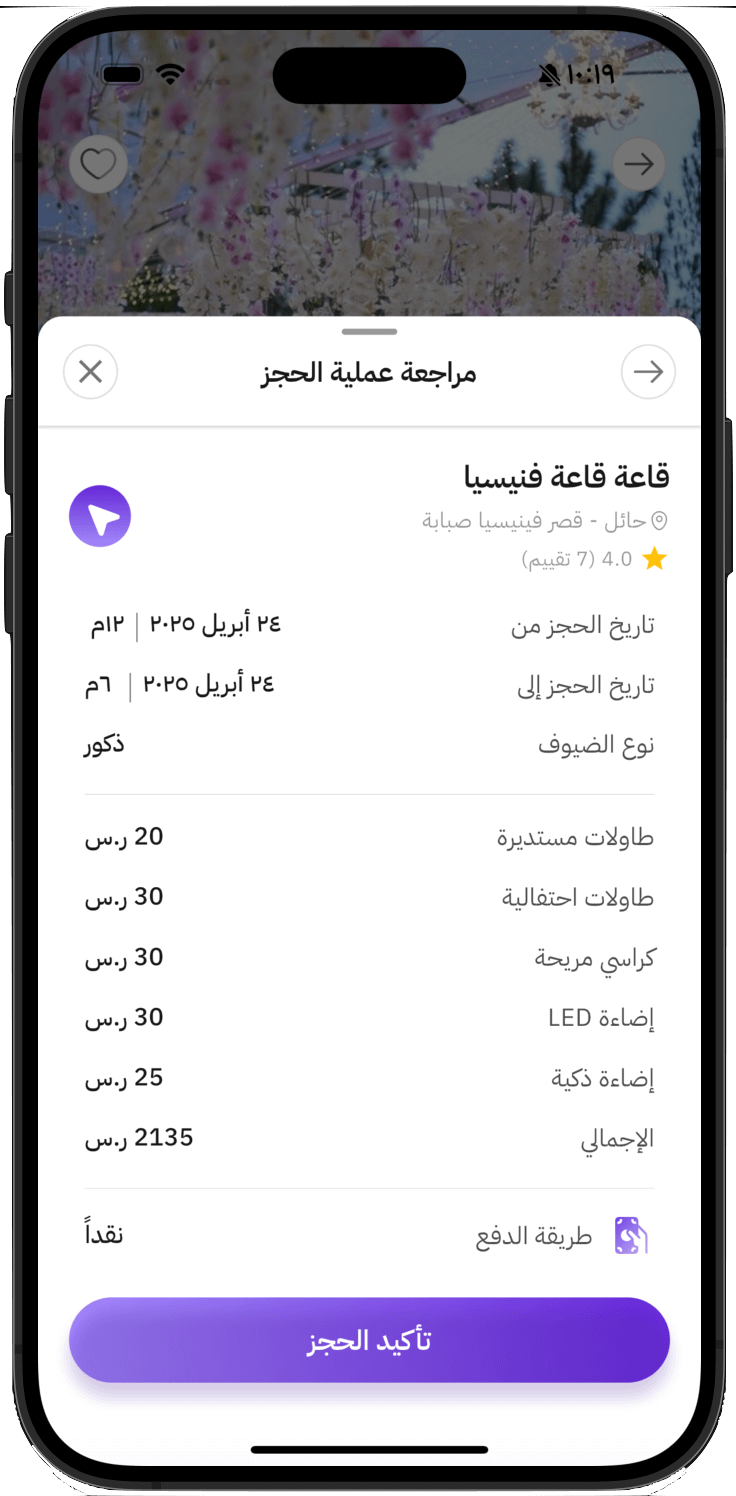 ١٠:١٩
مراجعة عملية الحجز
قاعة قاعة فنيسيا
حائل - قصر فينيسيا صبابة
4.0 (7 تقييم)
تاريخ الحجز من ٢٤ أبريل ٢٠٢٥ | ١٢م
تاريخ الحجز إلى ٢٤ أبريل ٢٠٢٥ | ٦م
نوع الضيوف ذكور
طاولات مستديرة 20 ر.س
طاولات احتفالية 30 ر.س
كراسي مريحة 30 ر.س
إضاءة LED 30 ر.س
إضاءة ذكية 25 ر.س
الإجمالي 2135 ر.س
طريقة الدفع نقداً
تأكيد الحجز